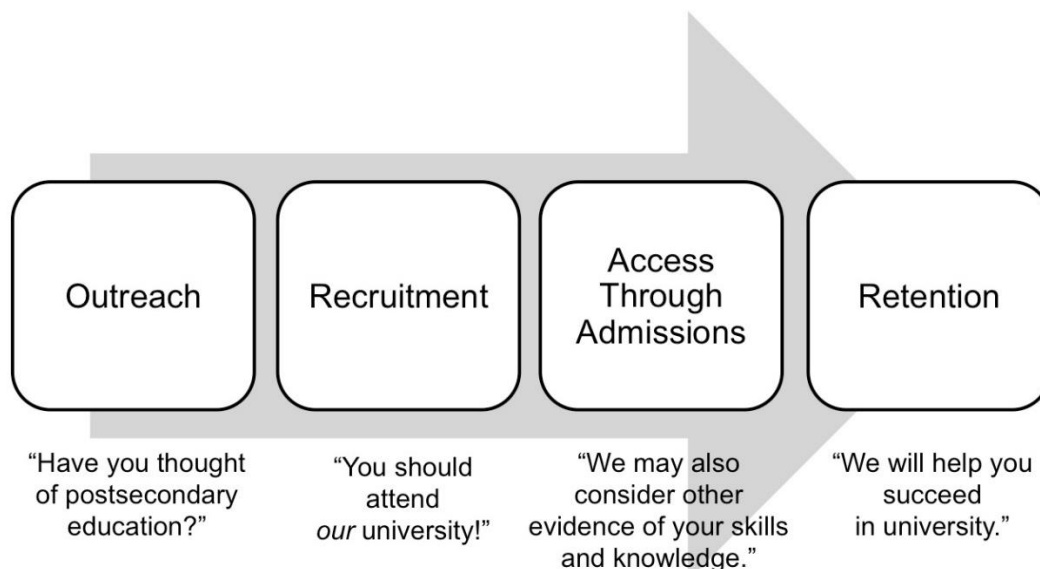 Outreach
Recruitment
Access
Through
Admissions
Retention
“Have you thought
of postsecondary
education?”
“You should
attend
our university!”
“We may also
consider other
evidence of your skills
and knowledge.”
“We will help you
succeed
in university.”